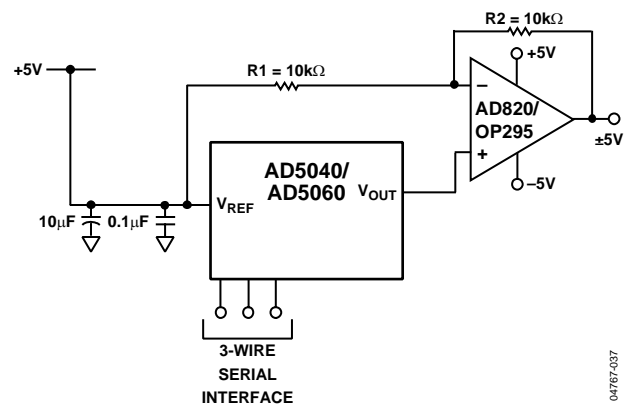 R2 = 10kΩ
+5V
R1 = 10kΩ
+5V
–
AD820/
OP295
+
±5V
–5V
AD5040/
AD5060
VREF
VOUT
10µF
0.1µF
3-WIRE
SERIAL
INTERFACE
04767-037